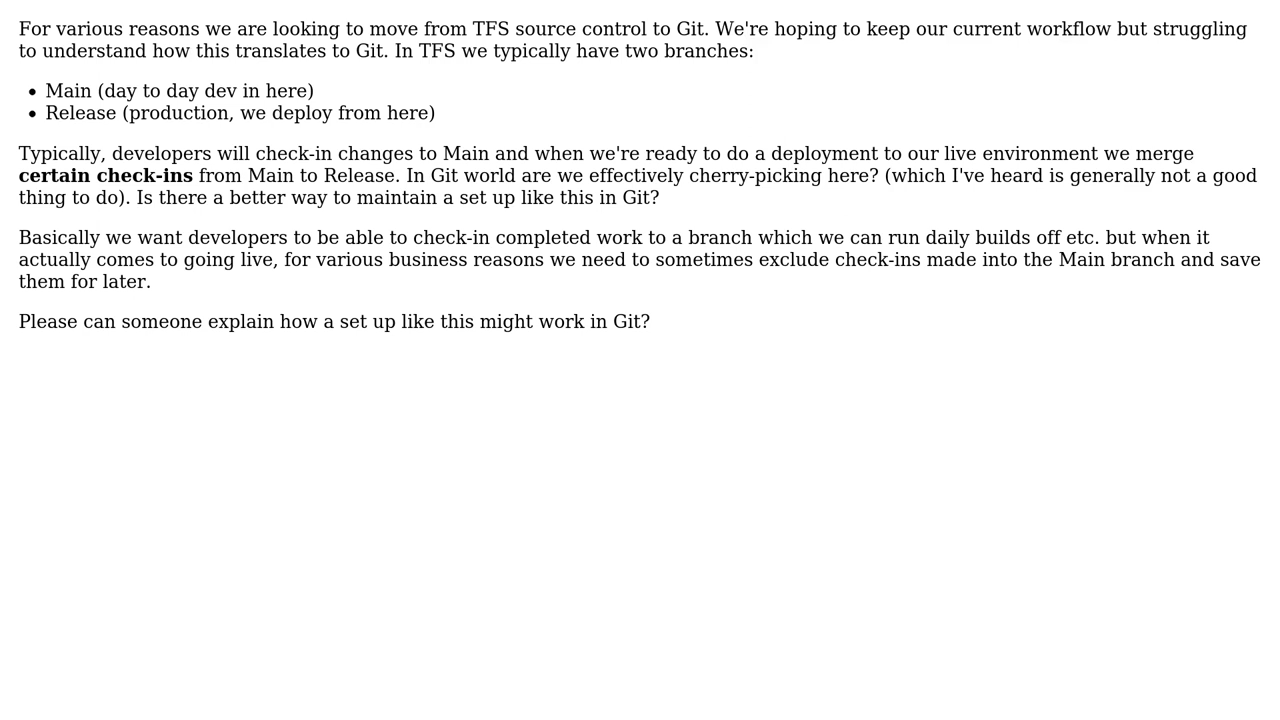 For various reasons we are looking to move from TFS source control to Git. We're hoping to keep our current workflow but struggling
to understand how this translates to Git. In TFS we typically have two branches:
• Main (day to day dev in here)
• Release (production, we deploy from here)
Typically, developers will check-in changes to Main and when we're ready to do a deployment to our live environment we merge
certain check-ins from Main to Release. In Git world are we effectively cherry-picking here? (which I've heard is generally not a good
thing to do). Is there a better way to maintain a set up like this in Git?
Basically we want developers to be able to check-in completed work to a branch which we can run daily builds off etc. but when it
actually comes to going live, for various business reasons we need to sometimes exclude check-ins made into the Main branch and save
them for later.
Please can someone explain how a set up like this might work in Git?